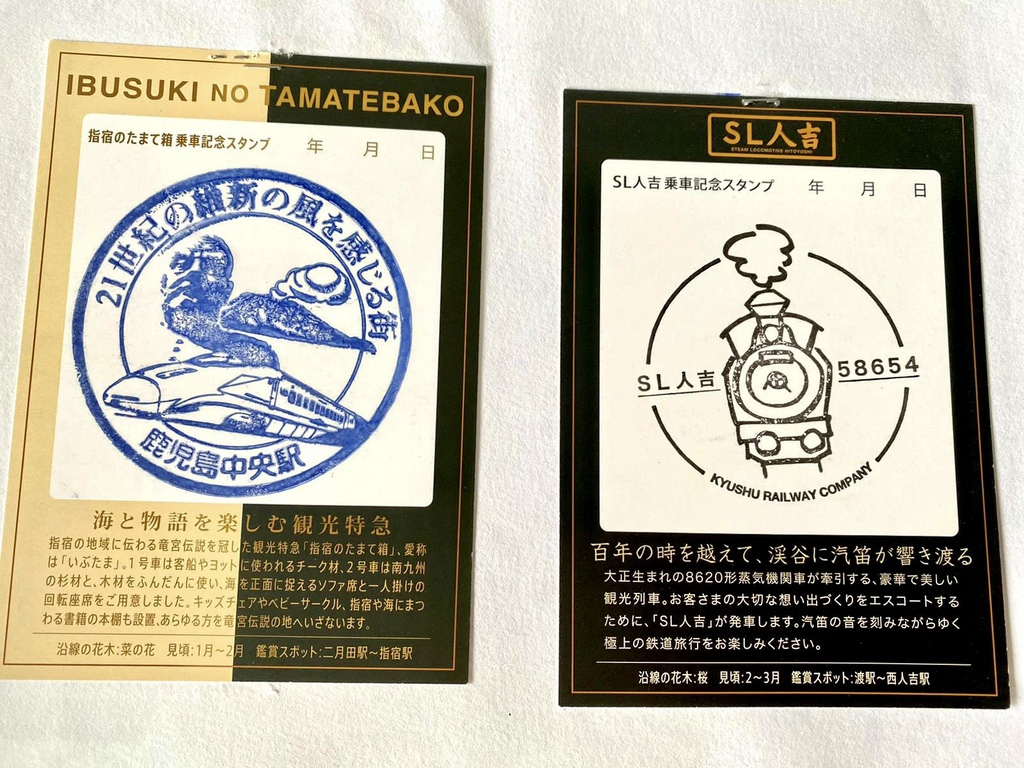 IBUSUKI NO TAMATEBAKO
指宿のたまて箱 乗車記念スタンプ 年 月 日
21世紀の維新の風を感じる街
鹿児島中央駅
海と物語を楽しむ観光特急
指宿の地域に伝わる竜宮伝説を冠した観光特急「指宿のたまて箱」、愛称
は「いぶたま」。1号車は客船やヨットに使われるチーク材、2号車は南九州
の杉材と、木材をふんだんに使い、海を正面に捉えるソファ席と一人掛けの
回転座席をご用意しました。キッズチェアやベビーサークル、指宿や海にまつ
わる書籍の本棚も設置、あらゆる方を竜宮伝説の地へいざないます。
沿線の花木:菜の花 見頃:1月〜2月 鑑賞スポット:二月田駅〜指宿駅
SL人吉
STEAM LOCOMOTIVE HITOYOSHI
SL人吉 乗車記念スタンプ 年 月 日
SL人吉 58654
KYUSHU RAILWAY COMPANY
百年の時を越えて、渓谷に汽笛が響き渡る
大正生まれの8620形蒸気機関車が牽引する、豪華で美しい
観光列車。お客さまの大切な想い出づくりをエスコートする
ために、「SL人吉」が発車します。汽笛の音を刻みながらゆく
極上の鉄道旅行をお楽しみください。
沿線の花木:桜 見頃:2〜3月 鑑賞スポット:渡駅〜西人吉駅